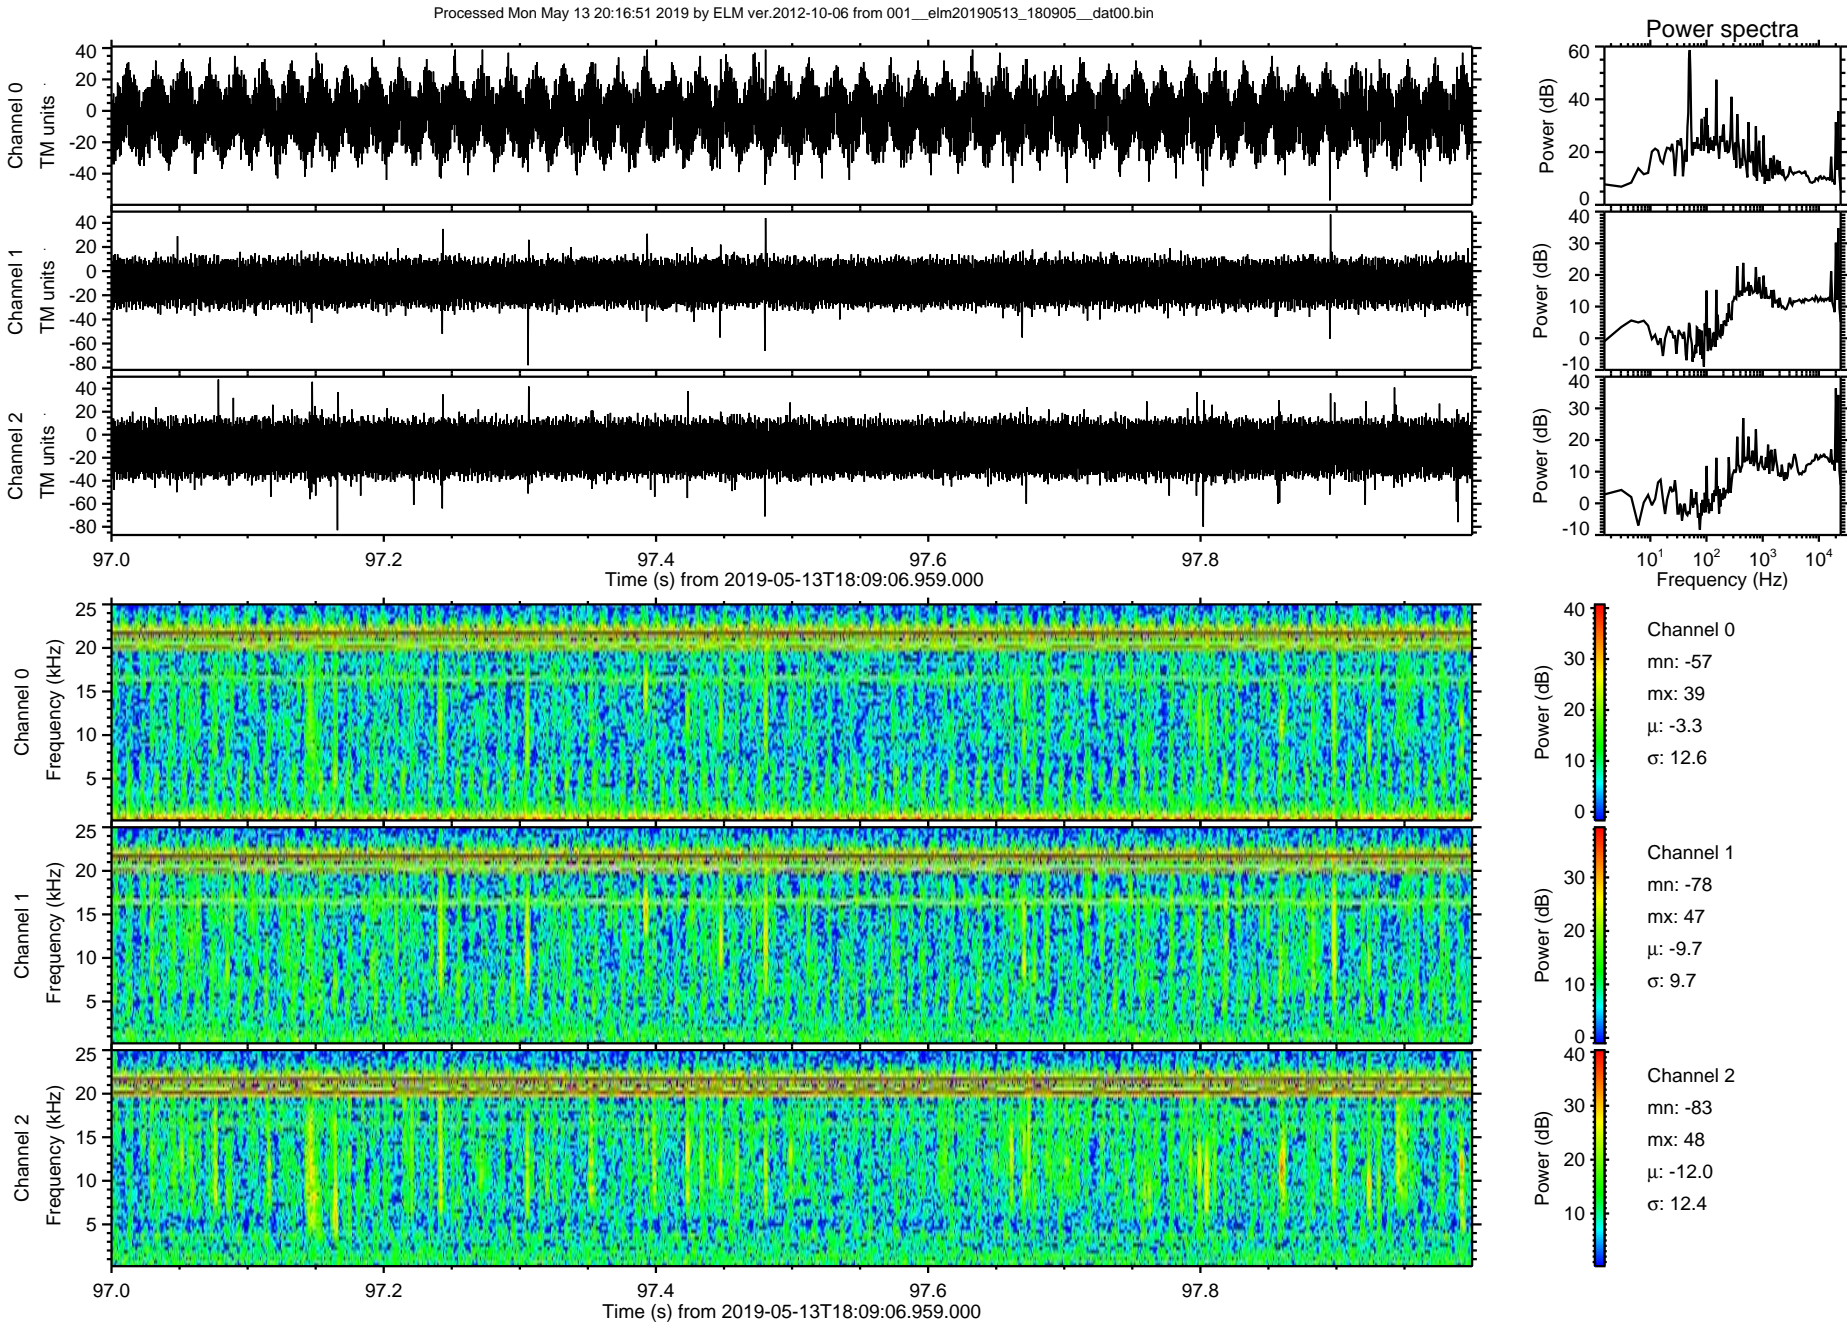 Processed Mon May 13 20:16:51 2019 by ELM ver.2012-10-06 from 001__elm20190513_180905__dat00.bin
Power spectra
Channel 0
TM units
40
20
0
-20
-40
Power (dB)
60
40
20
0
Channel 1
TM units
40
20
0
-20
-40
-60
-80
Power (dB)
40
30
20
10
0
-10
Channel 2
TM units
40
20
0
-20
-40
-60
-80
Power (dB)
40
30
20
10
0
-10
97.0 97.2 97.4 97.6 97.8
Time (s) from 2019-05-13T18:09:06.959.000
10^1 10^2 10^3 10^4
Frequency (Hz)
Channel 0
Frequency (kHz)
25
20
15
10
5
Power (dB)
40
30
20
10
0
Channel 0
mn: -57
mx: 39
μ: -3.3
σ: 12.6
Channel 1
Frequency (kHz)
25
20
15
10
5
Power (dB)
30
20
10
0
Channel 1
mn: -78
mx: 47
μ: -9.7
σ: 9.7
Channel 2
Frequency (kHz)
25
20
15
10
5
Power (dB)
40
30
20
10
Channel 2
mn: -83
mx: 48
μ: -12.0
σ: 12.4
97.0 97.2 97.4 97.6 97.8
Time (s) from 2019-05-13T18:09:06.959.000